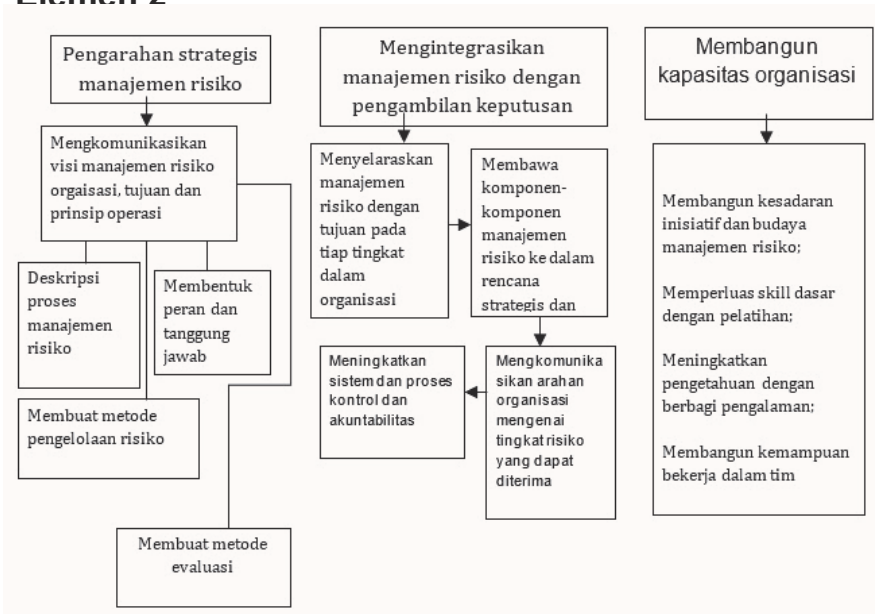 Elemen 2
Pengarahan strategis
manajemen risiko
Mengkomunikasikan
visi manajemen risiko
orgaisasi, tujuan dan
prinsip operasi
Deskripsi
proses
manajemen
risiko
Membentuk
peran dan
tanggung
jawab
Membuat metode
pengelolaan risiko
Membuat metode
evaluasi
Mengintegrasikan
manajemen risiko dengan
pengambilan keputusan
Menyelaraskan
manajemen
risiko dengan
tujuan pada
tiap tingkat
dalam
organisasi
Membawa
komponen-
komponen
manajemen
risiko ke dalam
rencana
strategis dan
Meningkatkan
sistem dan proses
kontrol dan
akuntabilitas
Mengkomunika
sikan arahan
organisasi
mengenai
tingkat risiko
yang dapat
diterima
Membangun
kapasitas organisasi
Membangun kesadaran
inisiatif dan budaya
manajemen risiko;
Memperluas skill dasar
dengan pelatihan;
Meningkatkan
pengetahuan dengan
berbagi pengalaman;
Membangun kemampuan
bekerja dalam tim